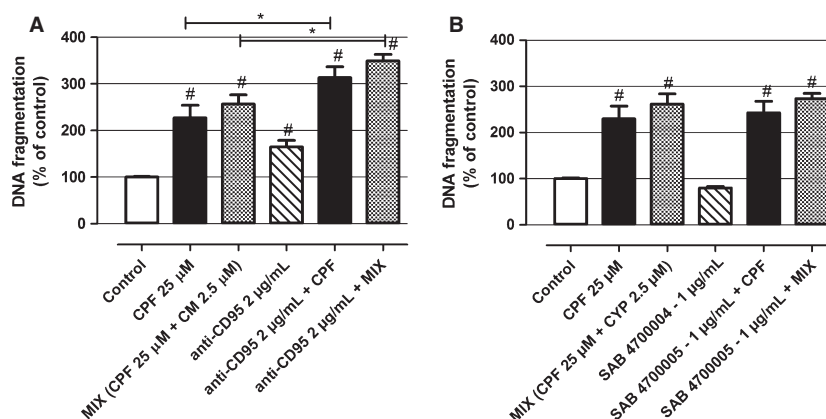 A
*
*
DNA fragmentation
(% of control)
400
300
200
100
0
#
#
#
#
#
Control
CPF 25 µM
MIX (CPF 25 µM + CM 2.5 µM)
anti-CD95 2 µg/mL
anti-CD95 2 µg/mL + CPF
anti-CD95 2 µg/mL + MIX
B
DNA fragmentation
(% of control)
400
300
200
100
0
#
#
#
#
Control
CPF 25 µM
MIX (CPF 25 µM + CYP 2.5 µM)
SAB 4700004 - 1 µg/mL
SAB 4700005 - 1 µg/mL + CPF
SAB 4700005 - 1 µg/mL + MIX